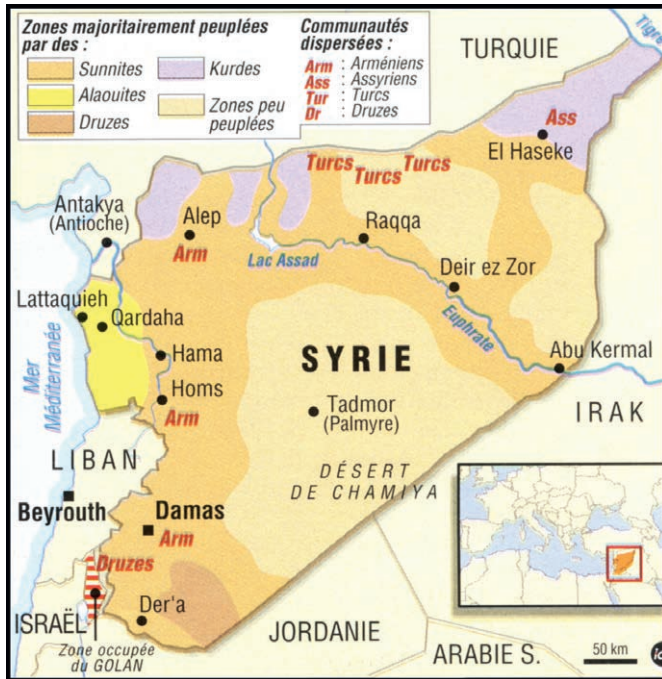 Zones majoritairement peuplées
par des :
Sunnites
Alaouites
Druzes
Kurdes
Zones peu
peuplées
Communautés
dispersées :
Arm : Arméniens
Ass : Assyriens
Tur : Turcs
Dr : Druzes
TURQUIE
Tigre
Ass
El Haseke
Turcs Turcs Turcs
Antakya
(Antioche)
Alep
Arm
Lac Assad
Raqqa
Deir ez Zor
Lattaquieh
Qardaha
Euphrate
Mer
Méditerranée
Hama
SYRIE
Abu Kermal
Homs
Arm
Tadmor
(Palmyre)
IRAK
LIBAN
DÉSERT
DE CHAMIYA
Beyrouth
Damas
Arm
Druzes
Der'a
ISRAËL
Zone occupée
du GOLAN
JORDANIE
ARABIE S.
50 km